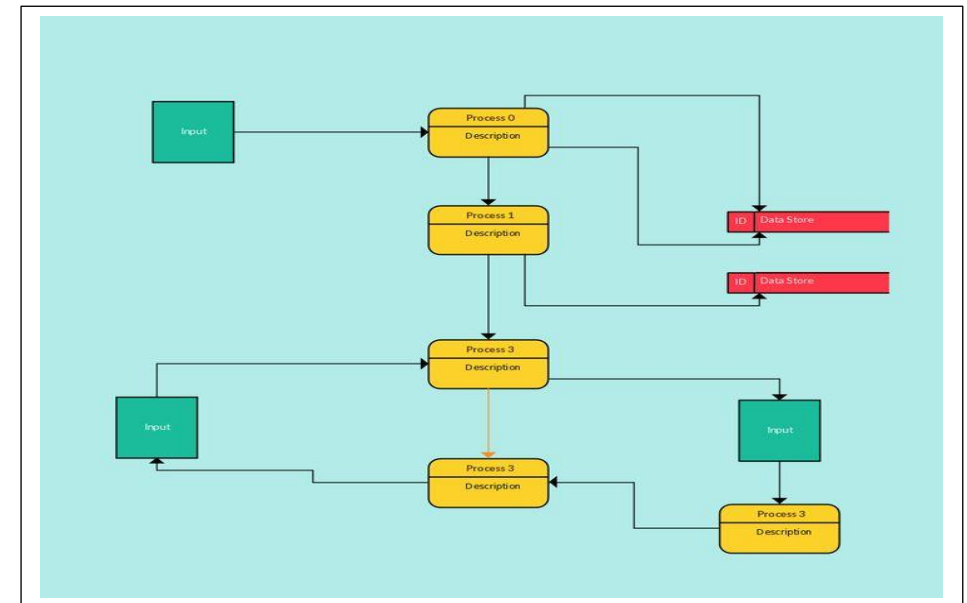 Input
Process 0
Description
Process 1
Description
ID Data Store
ID Data Store
Process 3
Description
Input
Input
Process 3
Description
Process 3
Description